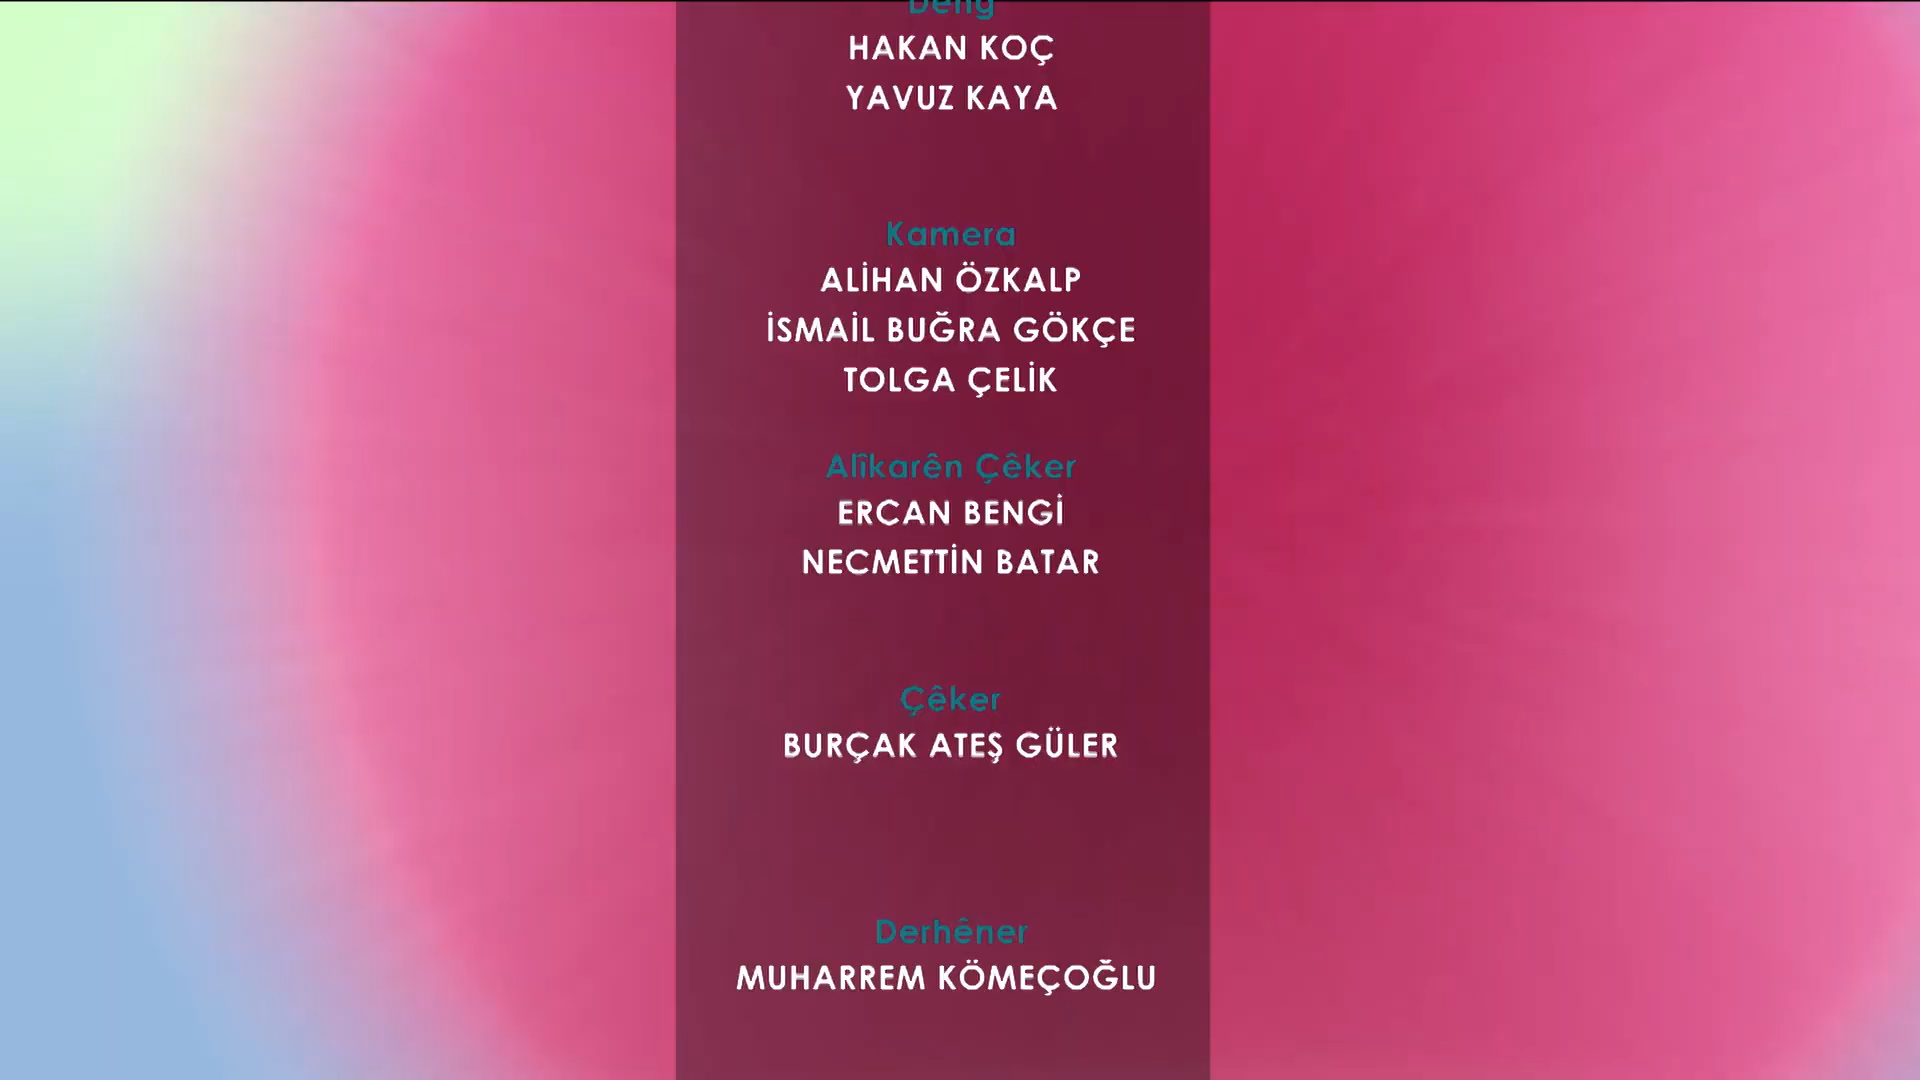 Deng
HAKAN KOÇ
YAVUZ KAYA
Kamera
ALİHAN ÖZKALP
İSMAİL BUĞRA GÖKÇE
TOLGA ÇELİK
Alîkarên Çêker
ERCAN BENGİ
NECMETTİN BATAR
Çêker
BURÇAK ATEŞ GÜLER
Derhêner
MUHARREM KÖMEÇOĞLU